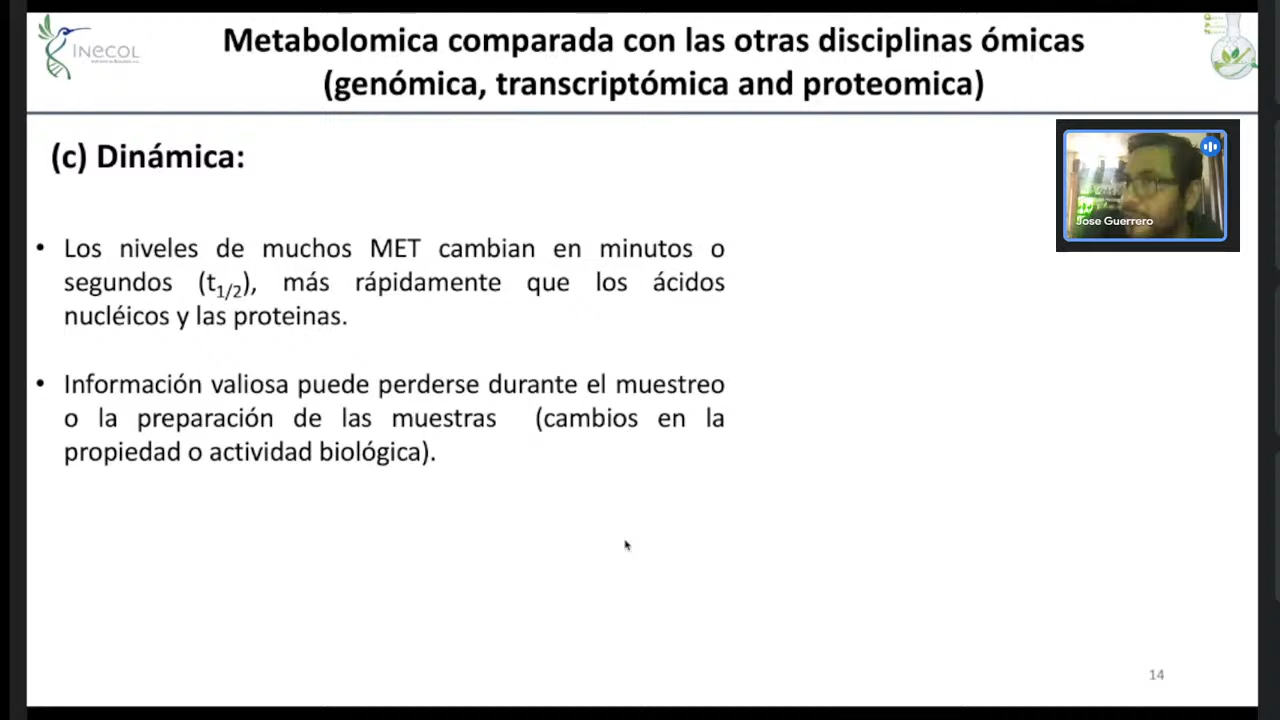 INECOL
Metabolomica comparada con las otras disciplinas ómicas
(genómica, transcriptómica and proteomica)
(c) Dinámica:
Jose Guerrero
• Los niveles de muchos MET cambian en minutos o
segundos (t1/2), más rápidamente que los ácidos
nucléicos y las proteinas.
• Información valiosa puede perderse durante el muestreo
o la preparación de las muestras (cambios en la
propiedad o actividad biológica).
14